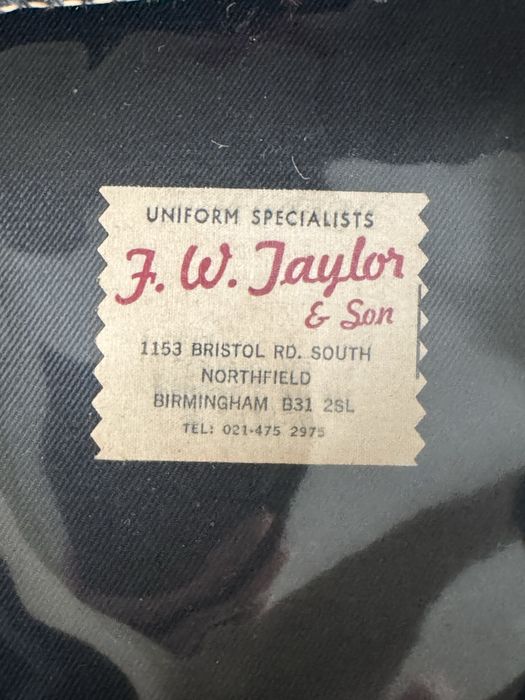 UNIFORM SPECIALISTS
F. W. Taylor
& Son
1153 BRISTOL RD. SOUTH
NORTHFIELD
BIRMINGHAM B31 2SL
TEL: 021-475 2975